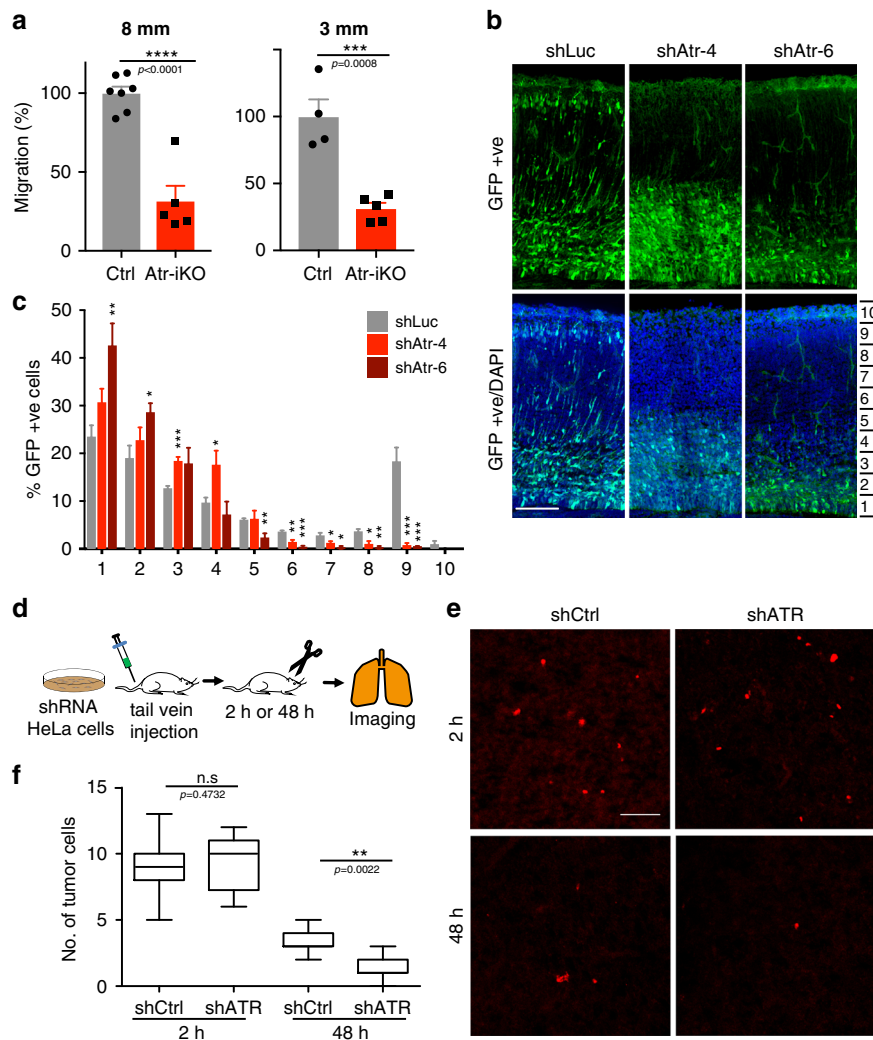 a
8 mm
3 mm
****
p<0.0001
***
p=0.0008
Migration (%)
100
50
0
100
50
0
Ctrl
Atr-iKO
Ctrl
Atr-iKO
b
shLuc
shAtr-4
shAtr-6
GFP +ve
GFP +ve/DAPI
10
9
8
7
6
5
4
3
2
1
c
% GFP +ve cells
50
40
30
20
10
0
shLuc
shAtr-4
shAtr-6
**
*
***
*
**
**
***
*
*
*
**
***
***
1 2 3 4 5 6 7 8 9 10
d
shRNA
HeLa cells
tail vein
injection
2 h or 48 h
Imaging
e
shCtrl
shATR
2 h
48 h
f
No. of tumor cells
15
10
5
0
n.s
p=0.4732
**
p=0.0022
shCtrl
shATR
shCtrl
shATR
2 h
48 h